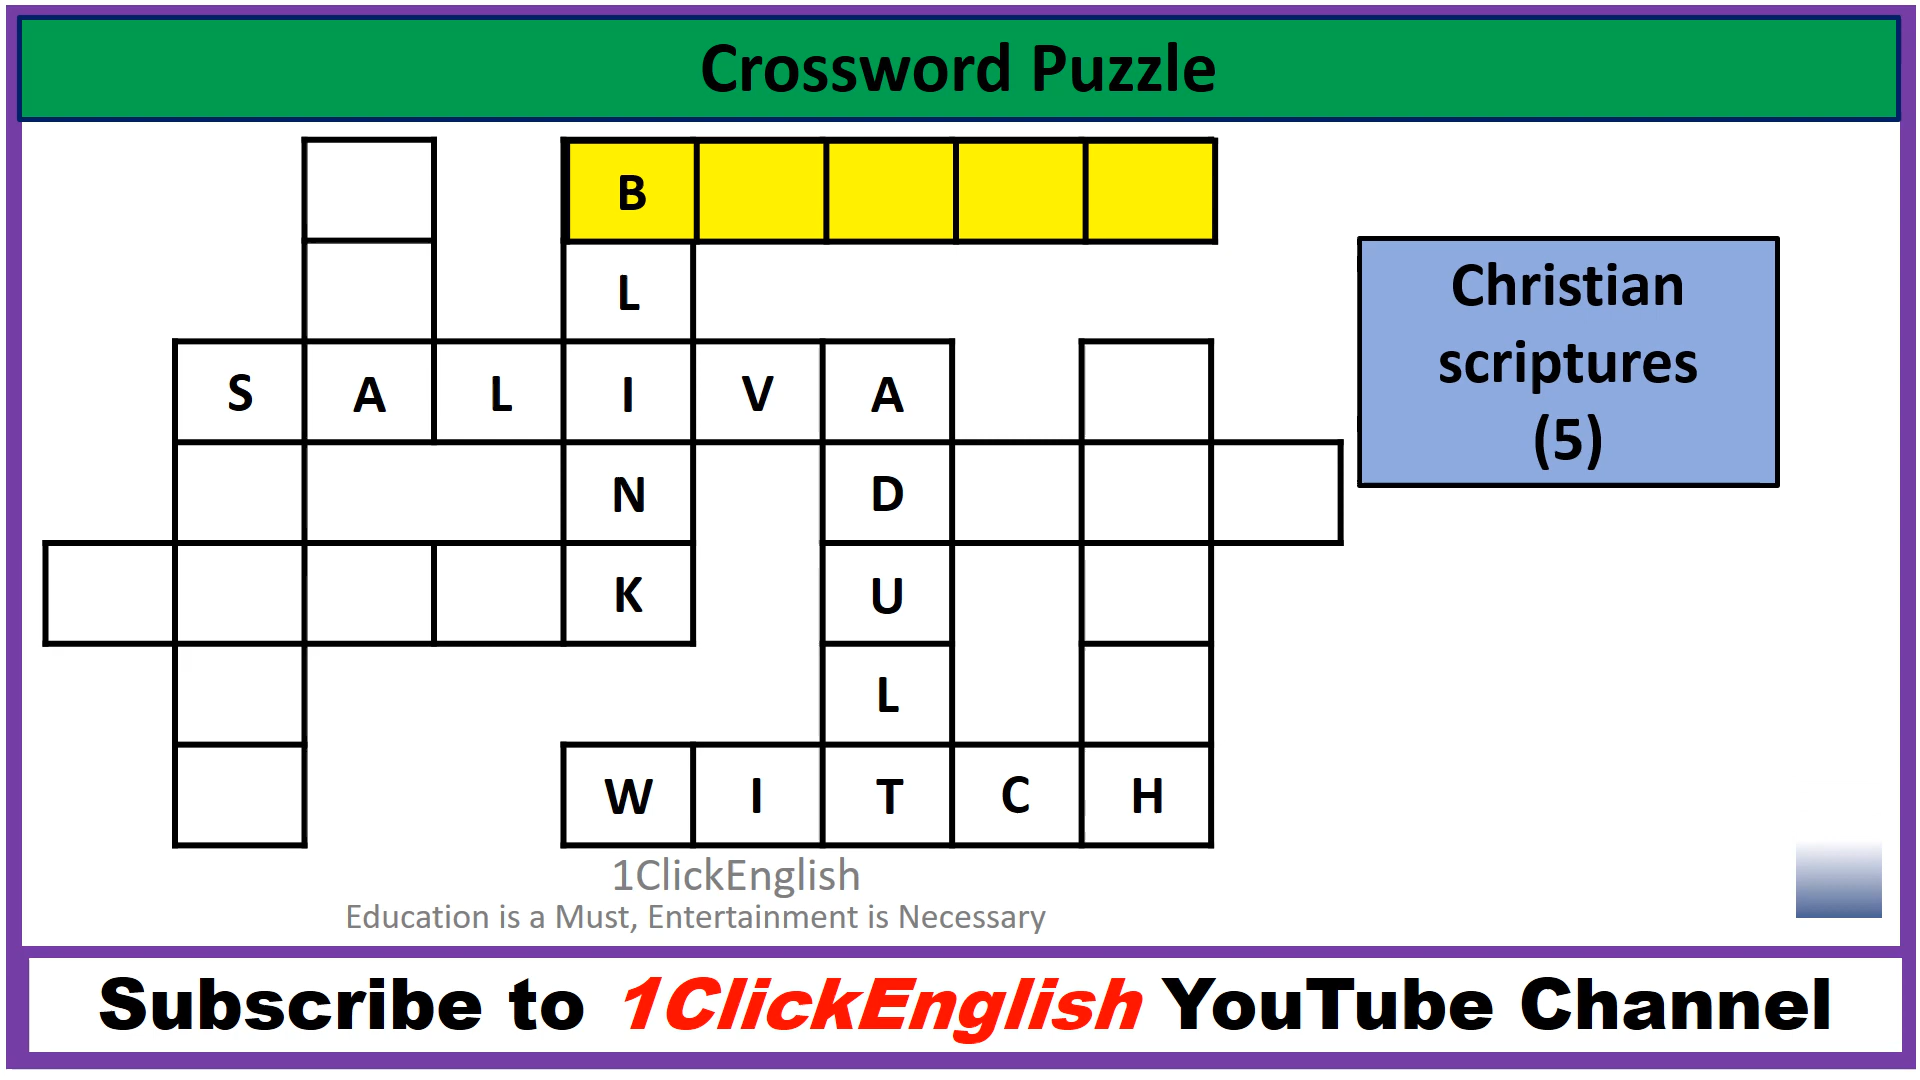 Crossword Puzzle
B
L
S A L I V A
N D
K U
L
W I T C H
Christian
scriptures
(5)
1ClickEnglish
Education is a Must, Entertainment is Necessary
Subscribe to 1ClickEnglish YouTube Channel